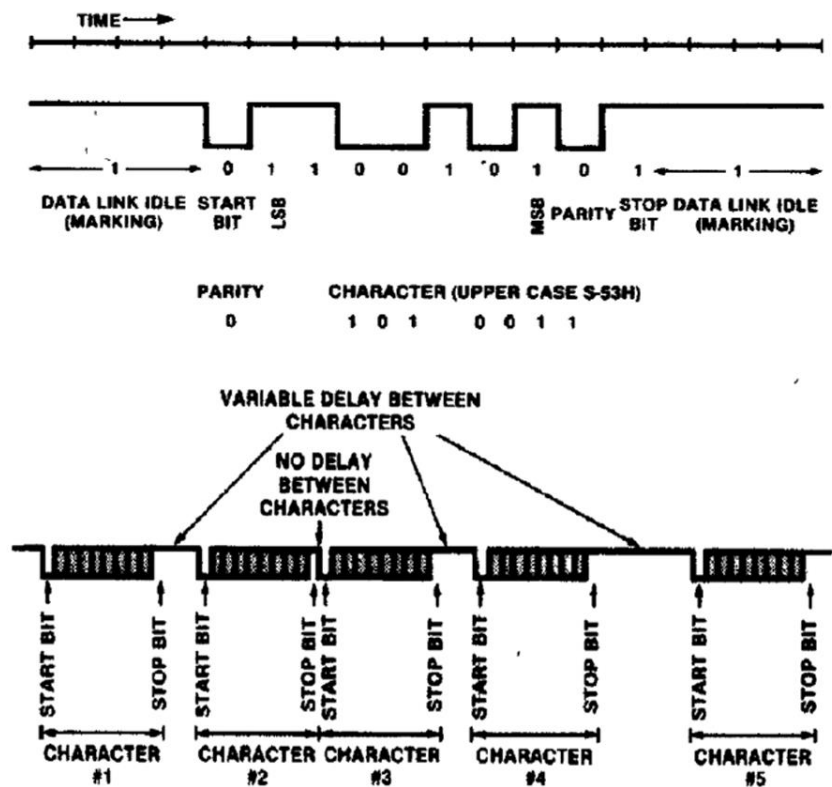 TIME
1 0 1 1 0 0 1 0 1 0 1 1
DATA LINK IDLE START LSB MSB PARITY STOP DATA LINK IDLE
(MARKING) BIT BIT (MARKING)
PARITY CHARACTER (UPPER CASE S-53H)
0 1 0 1 0 0 1 1
VARIABLE DELAY BETWEEN
CHARACTERS
NO DELAY
BETWEEN
CHARACTERS
START BIT STOP BIT START BIT STOP BIT START BIT STOP BIT START BIT STOP BIT START BIT STOP BIT
CHARACTER CHARACTER CHARACTER CHARACTER CHARACTER
#1 #2 #3 #4 #5